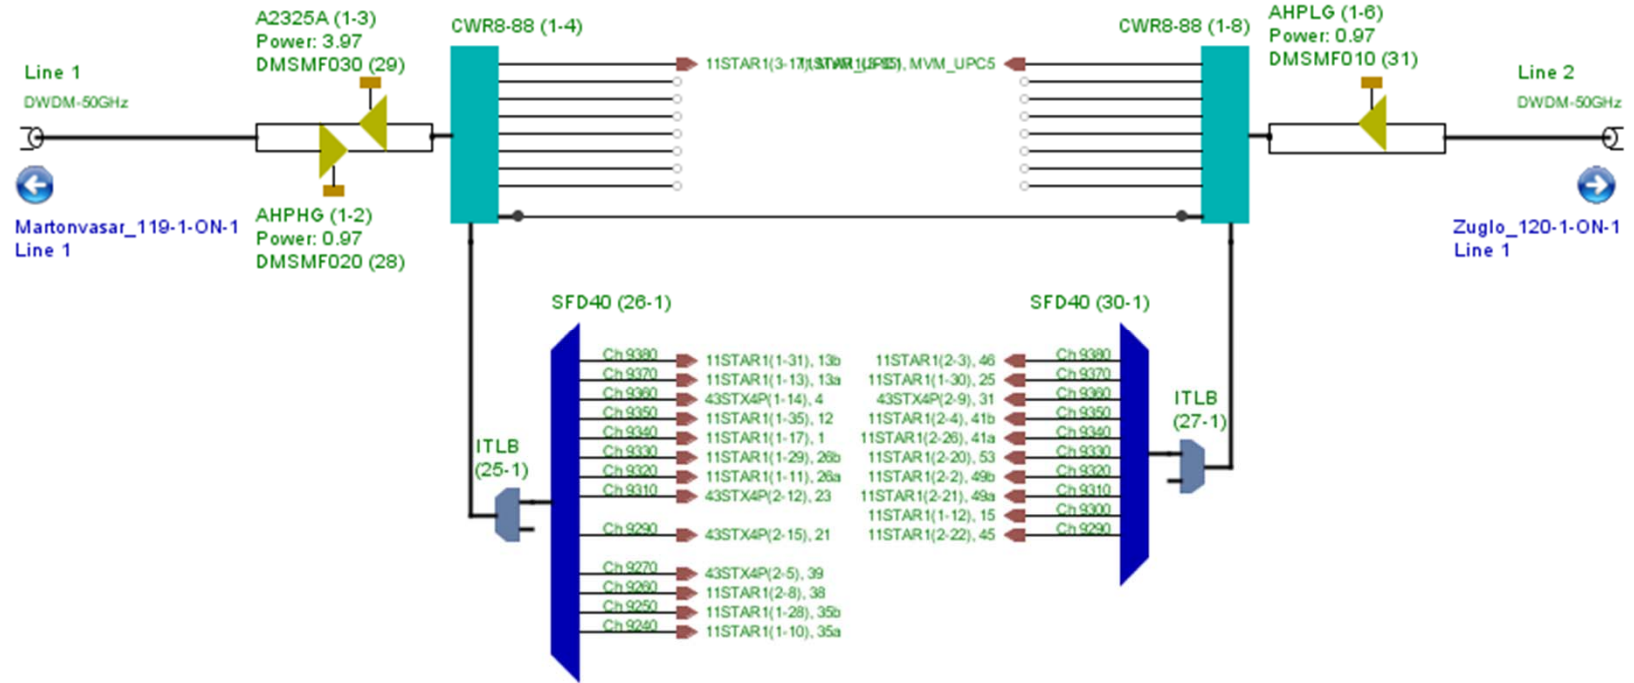 A2325A (1-3)
Power: 3.97
DMSMF030 (29)
CWR8-88 (1-4)
CWR8-88 (1-8)
AHPLG (1-6)
Power: 0.97
DMSMF010 (31)
Line 1
DWDM-50GHz
Line 2
DWDM-50GHz
MVM_UPC5
Martonvasar_119-1-ON-1
Line 1
AHPHG (1-2)
Power: 0.97
DMSMF020 (28)
Zuglo_120-1-ON-1
Line 1
SFD40 (26-1)
Ch 9380 11STAR1(1-31), 13b
Ch 9370 11STAR1(1-13), 13a
Ch 9360 43STX4P(1-14), 4
Ch 9350 11STAR1(1-35), 12
Ch 9340 11STAR1(1-17), 1
Ch 9330 11STAR1(1-29), 26b
Ch 9320 11STAR1(1-11), 26a
Ch 9310 43STX4P(2-12), 23
Ch 9290 43STX4P(2-15), 21
Ch 9270 43STX4P(2-5), 39
Ch 9260 11STAR1(2-8), 38
Ch 9250 11STAR1(1-28), 35b
Ch 9240 11STAR1(1-10), 35a
ITLB
(25-1)
SFD40 (30-1)
11STAR1(2-3), 46 Ch 9380
11STAR1(1-30), 25 Ch 9370
43STX4P(2-9), 31 Ch 9360
11STAR1(2-4), 41b Ch 9350
11STAR1(2-26), 41a Ch 9340
11STAR1(2-20), 53 Ch 9330
11STAR1(2-2), 49b Ch 9320
11STAR1(2-21), 49a Ch 9310
11STAR1(1-12), 15 Ch 9300
11STAR1(2-22), 45 Ch 9290
ITLB
(27-1)